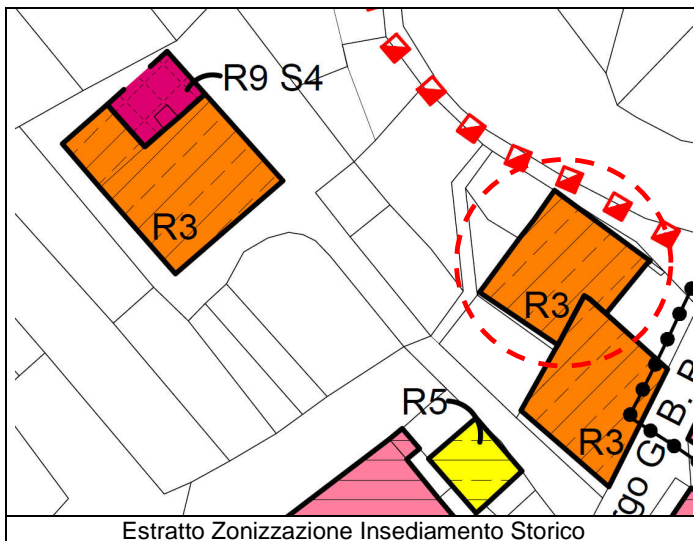 R9 S4
R3
R3
R5
R3
G. B.
Estratto Zonizzazione Insediamento Storico